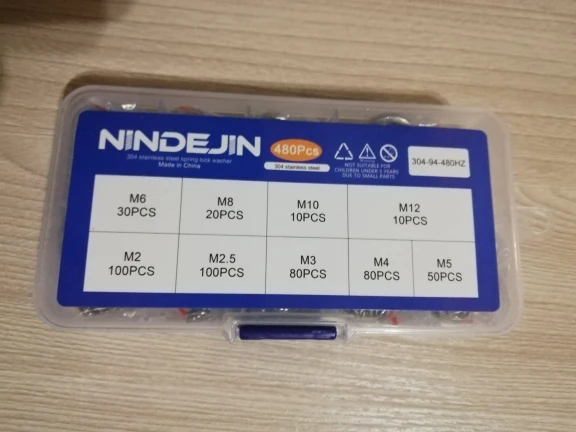 NINDEJIN
304 stainless steel spring lock washer
Made in China
480Pcs
304 stainless steel
NOT SUITABLE FOR
CHILDREN UNDER 3 YEARS
DUE TO SMALL PARTS
304-94-480HZ
M6
30PCS
M8
20PCS
M10
10PCS
M12
10PCS
M2
100PCS
M2.5
100PCS
M3
80PCS
M4
80PCS
M5
50PCS